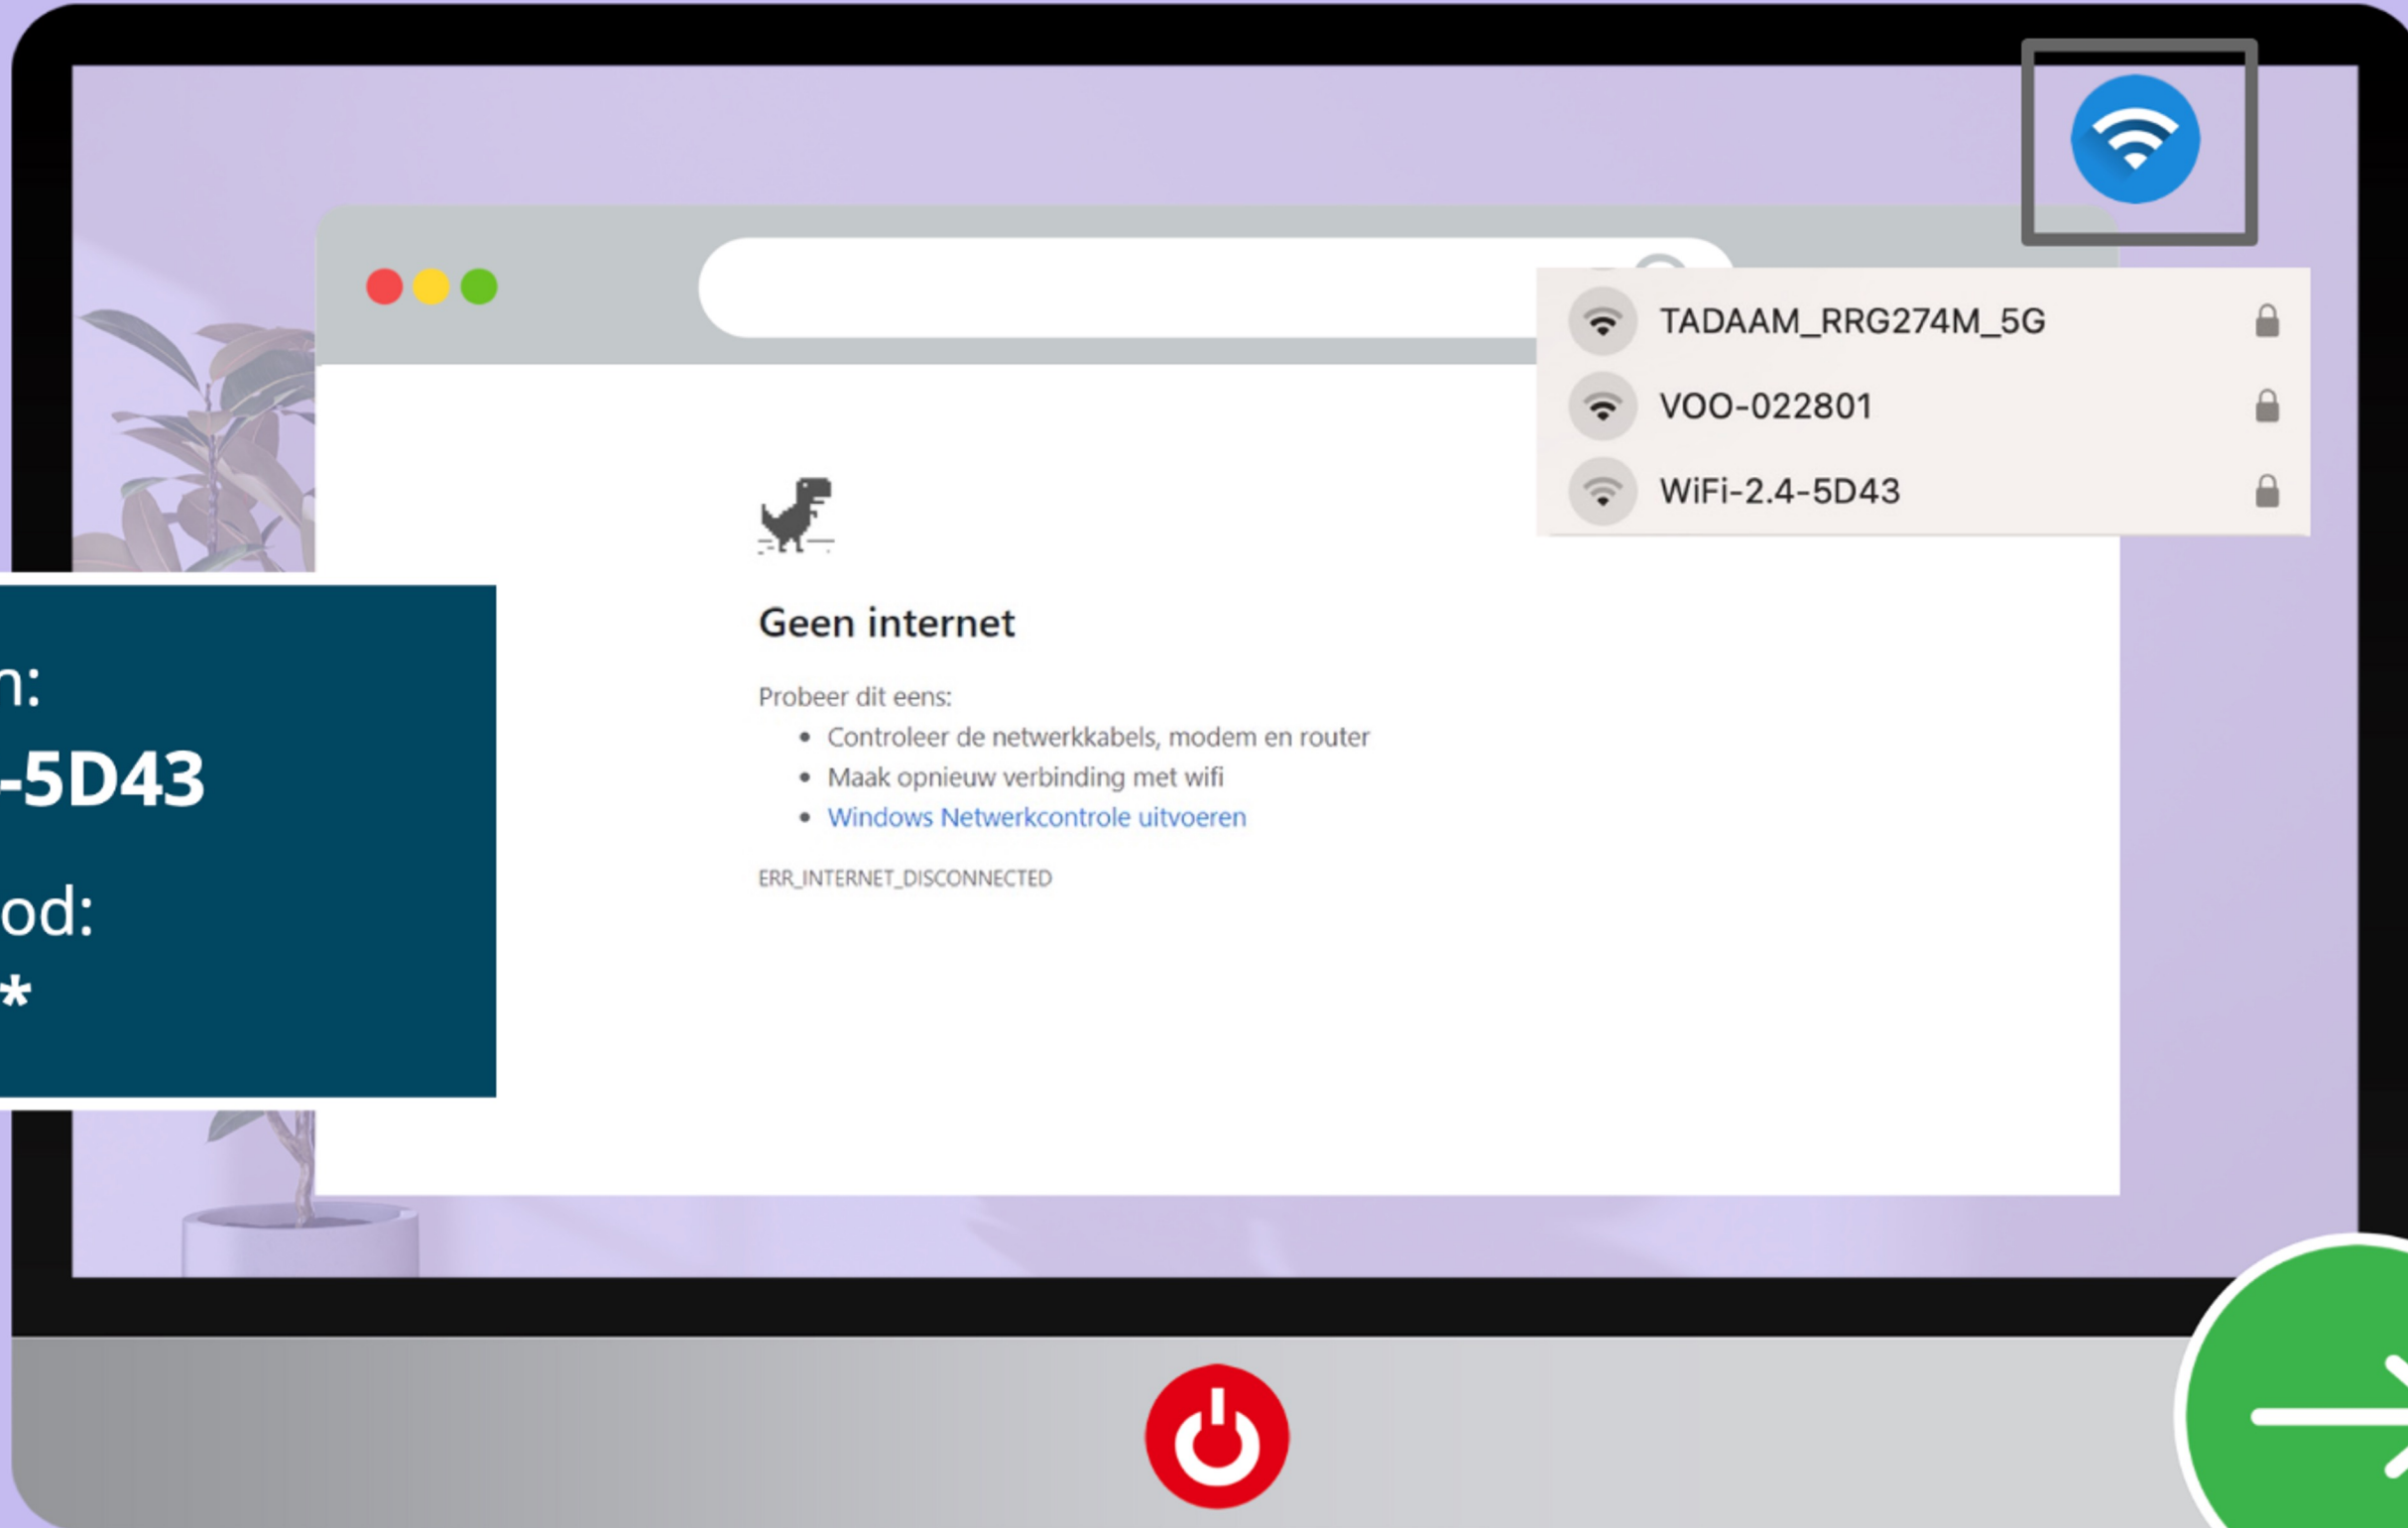 TADAAM_RRG274M_5G
VOO-022801
WiFi-2.4-5D43
Geen internet
Probeer dit eens:
• Controleer de netwerkkabels, modem en router
• Maak opnieuw verbinding met wifi
• Windows Netwerkcontrole uitvoeren
ERR_INTERNET_DISCONNECTED
n:
-5D43
od:
*